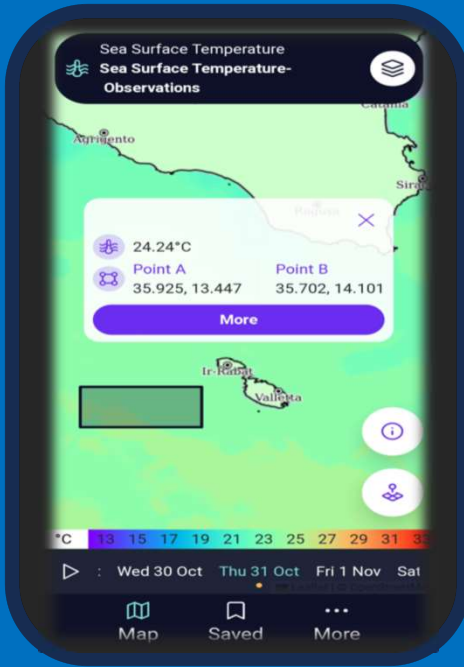 Sea Surface Temperature
Sea Surface Temperature-
Observations
Catania
Agrigento
Ragusa
24.24°C
Point A Point B
35.925, 13.447 35.702, 14.101
More
Ir-Rabat
Valletta
°C 13 15 17 19 21 23 25 27 29 31 33
: Wed 30 Oct Thu 31 Oct Fri 1 Nov Sat
Map Saved More